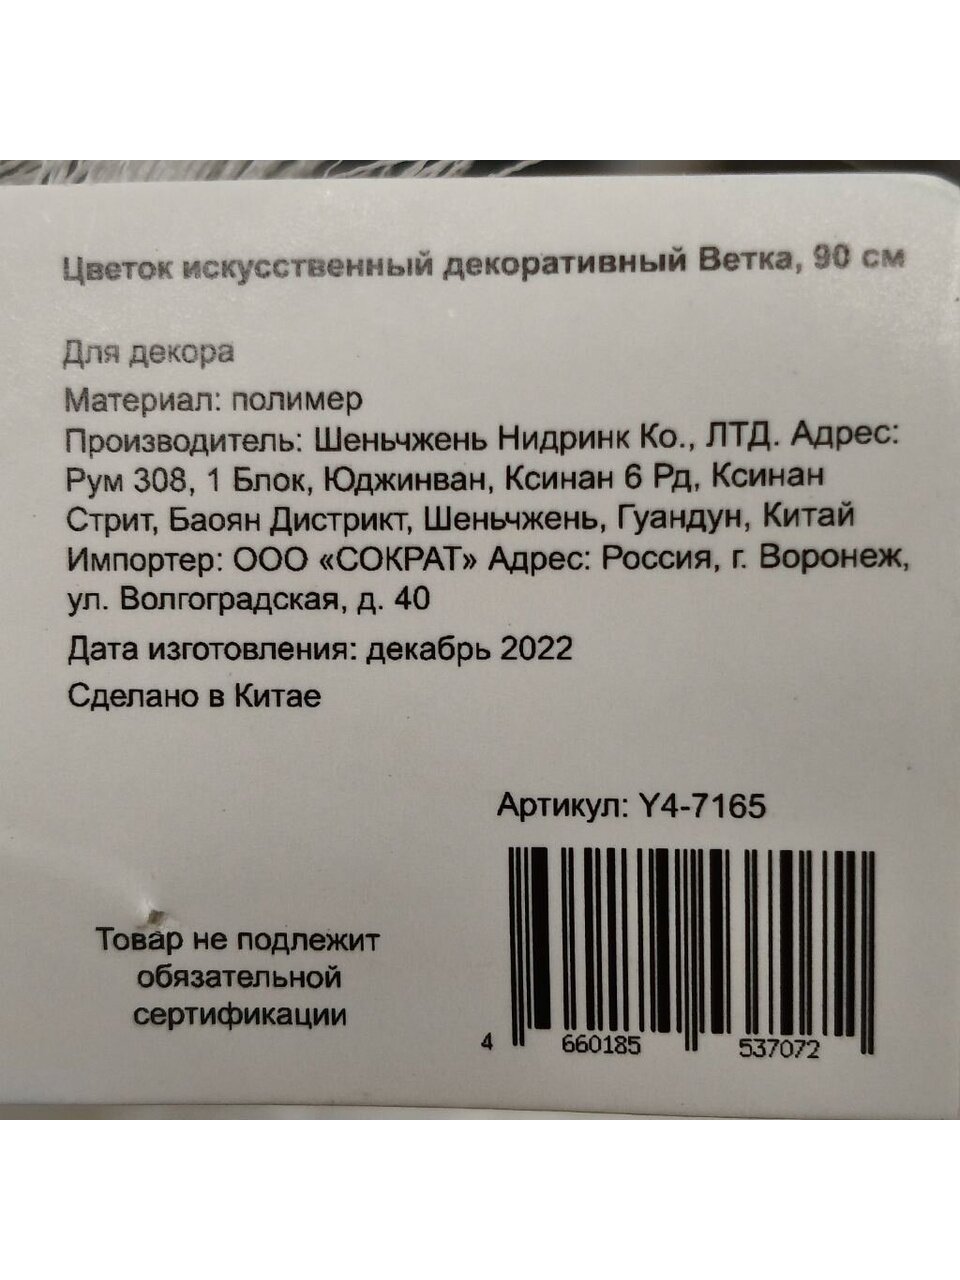 Цветок искусственный декоративный Ветка, 90 см
Для декора
Материал: полимер
Производитель: Шеньчжень Нидринк Ко., ЛТД. Адрес:
Рум 308, 1 Блок, Юджинван, Ксинан 6 Рд, Ксинан
Стрит, Баоян Дистрикт, Шеньчжень, Гуандун, Китай
Импортер: ООО «СОКРАТ» Адрес: Россия, г. Воронеж,
ул. Волгоградская, д. 40
Дата изготовления: декабрь 2022
Сделано в Китае
Артикул: Y4-7165
Товар не подлежит
обязательной
сертификации
4 660185 537072